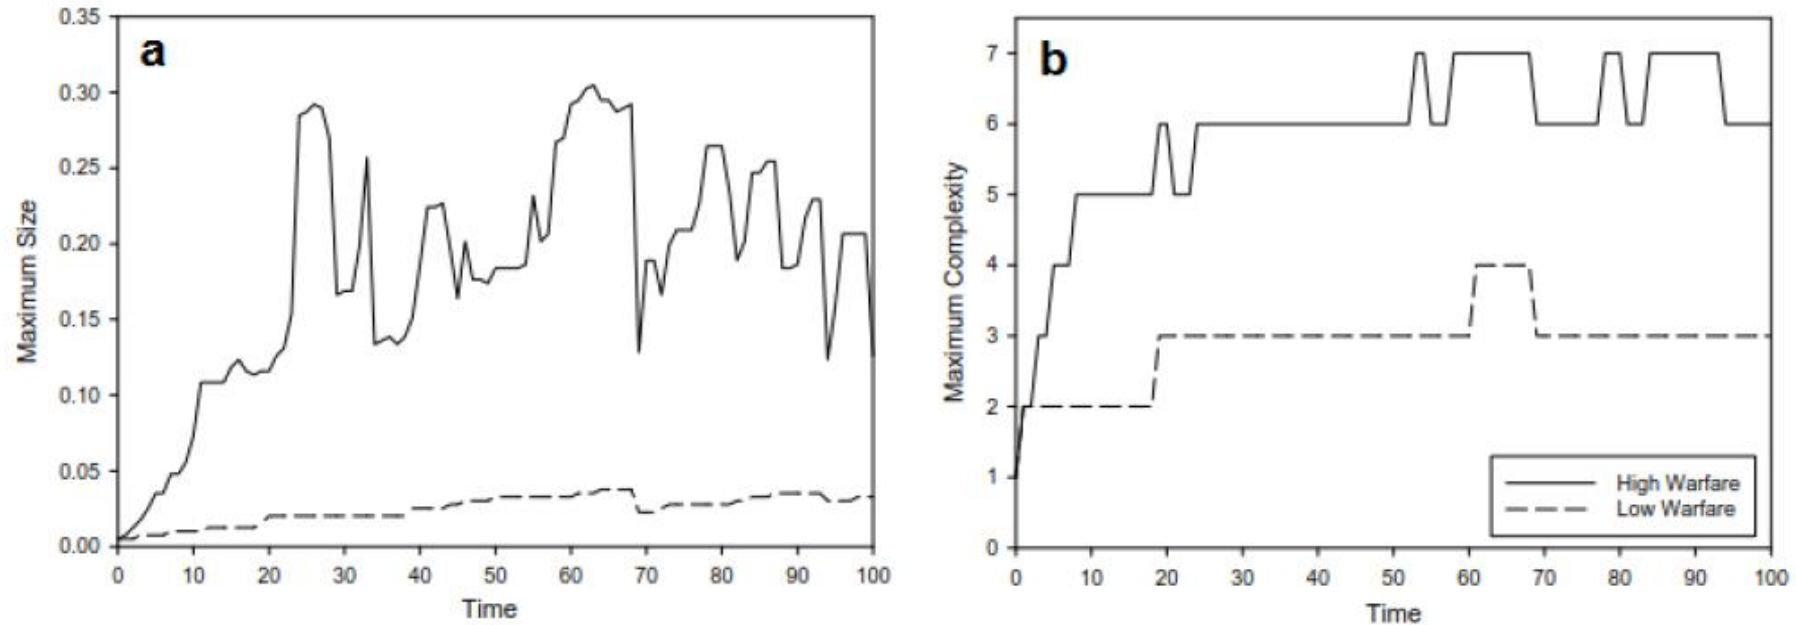 a
Maximum Size
0.35
0.30
0.25
0.20
0.15
0.10
0.05
0.00
0 10 20 30 40 50 60 70 80 90 100
Time
b
Maximum Complexity
7
6
5
4
3
2
1
0
0 10 20 30 40 50 60 70 80 90 100
Time
High Warfare
Low Warfare